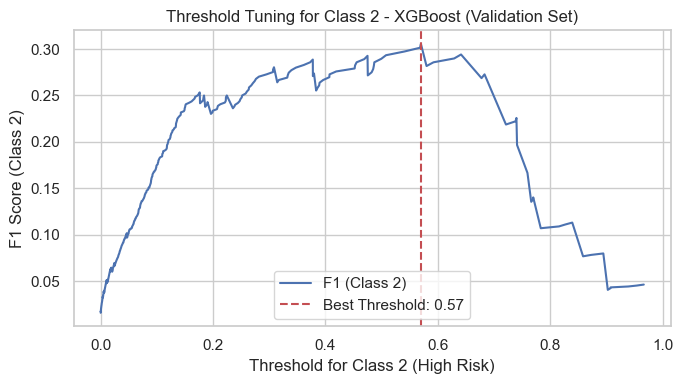 Threshold Tuning for Class 2 - XGBoost (Validation Set)
F1 Score (Class 2)
0.30
0.25
0.20
0.15
0.10
0.05
F1 (Class 2)
Best Threshold: 0.57
0.0 0.2 0.4 0.6 0.8 1.0
Threshold for Class 2 (High Risk)